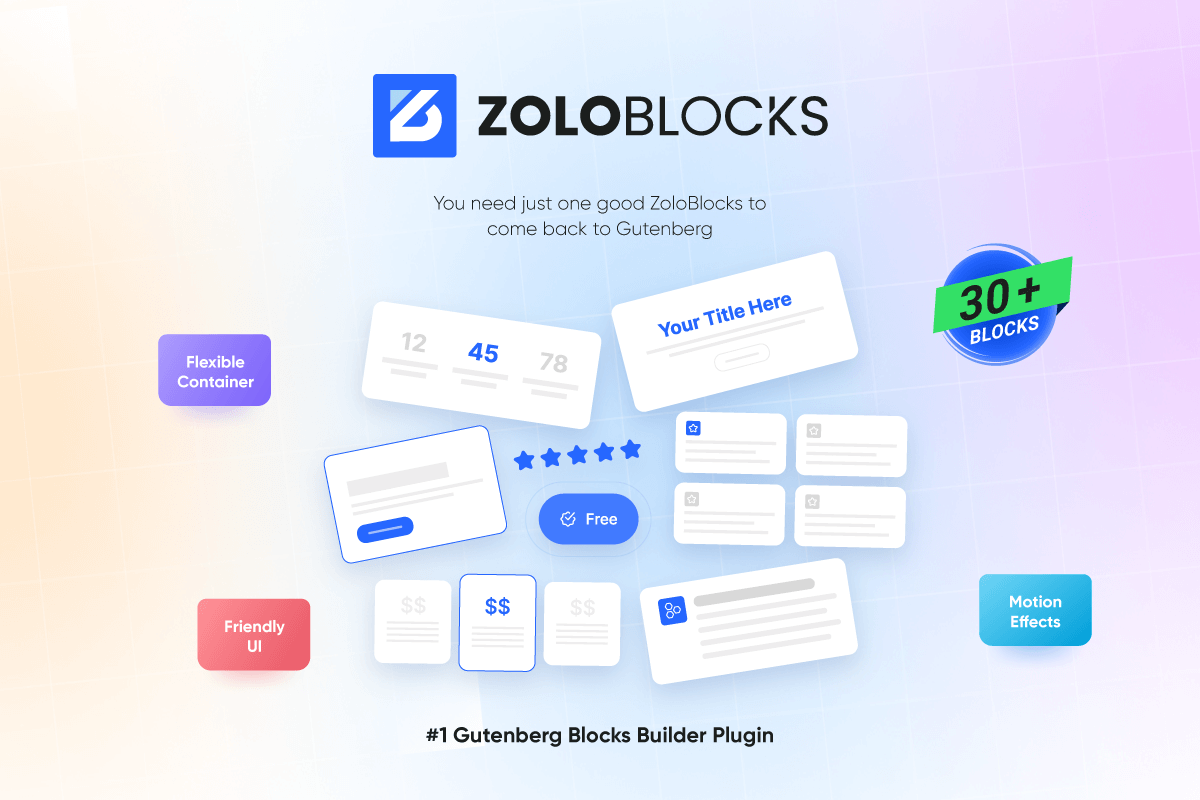 ZOLOBLOCKS
You need just one good ZoloBlocks to
come back to Gutenberg
30+
BLOCKS
Your Title Here
12
45
78
Flexible
Container
Free
$$
$$
$$
Friendly
UI
Motion
Effects
#1 Gutenberg Blocks Builder Plugin